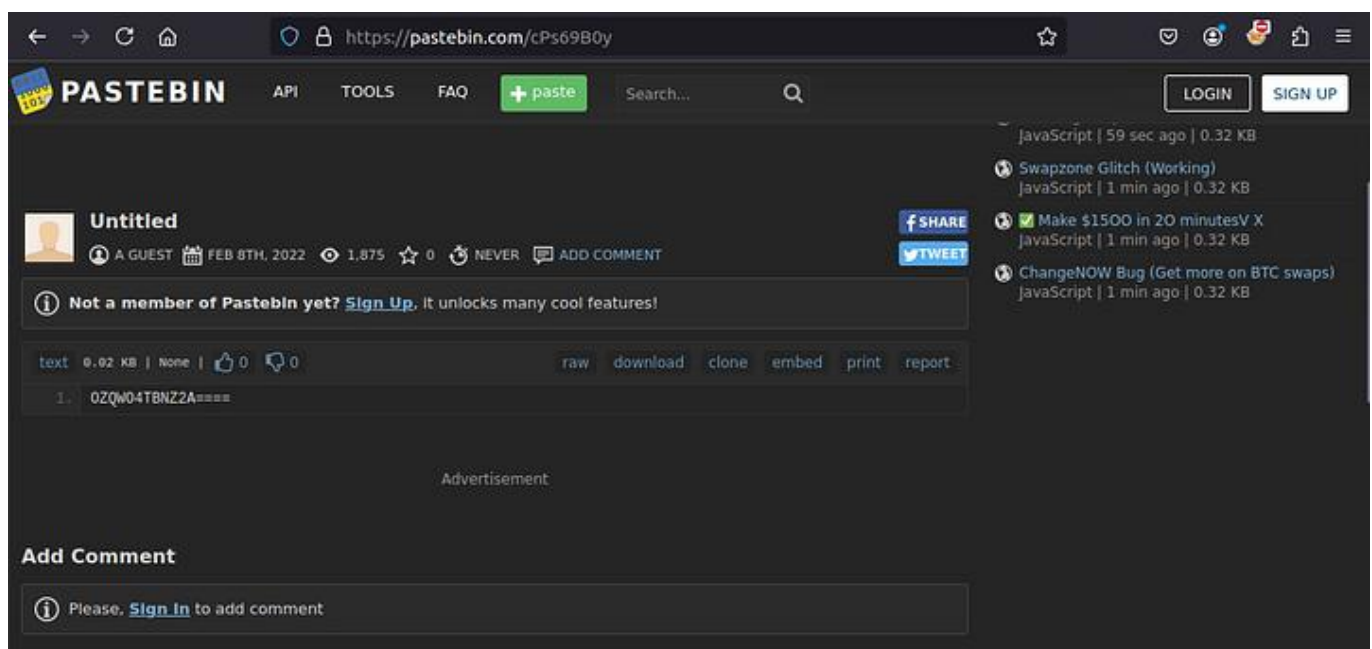 https://pastebin.com/cPs69B0y
PASTEBIN API TOOLS FAQ + paste Search... LOGIN SIGN UP
JavaScript | 59 sec ago | 0.32 KB
Swapzone Glitch (Working)
JavaScript | 1 min ago | 0.32 KB
✅ Make $1500 in 20 minutesV X
JavaScript | 1 min ago | 0.32 KB
ChangeNOW Bug (Get more on BTC swaps)
JavaScript | 1 min ago | 0.32 KB
Untitled
A GUEST FEB 8TH, 2022 1,875 0 NEVER ADD COMMENT
SHARE
TWEET
Not a member of Pastebin yet? Sign Up, it unlocks many cool features!
text 0.02 KB | None | 0 0 raw download clone embed print report
1. OZQWO4TBNZ2A====
Advertisement
Add Comment
Please, Sign In to add comment